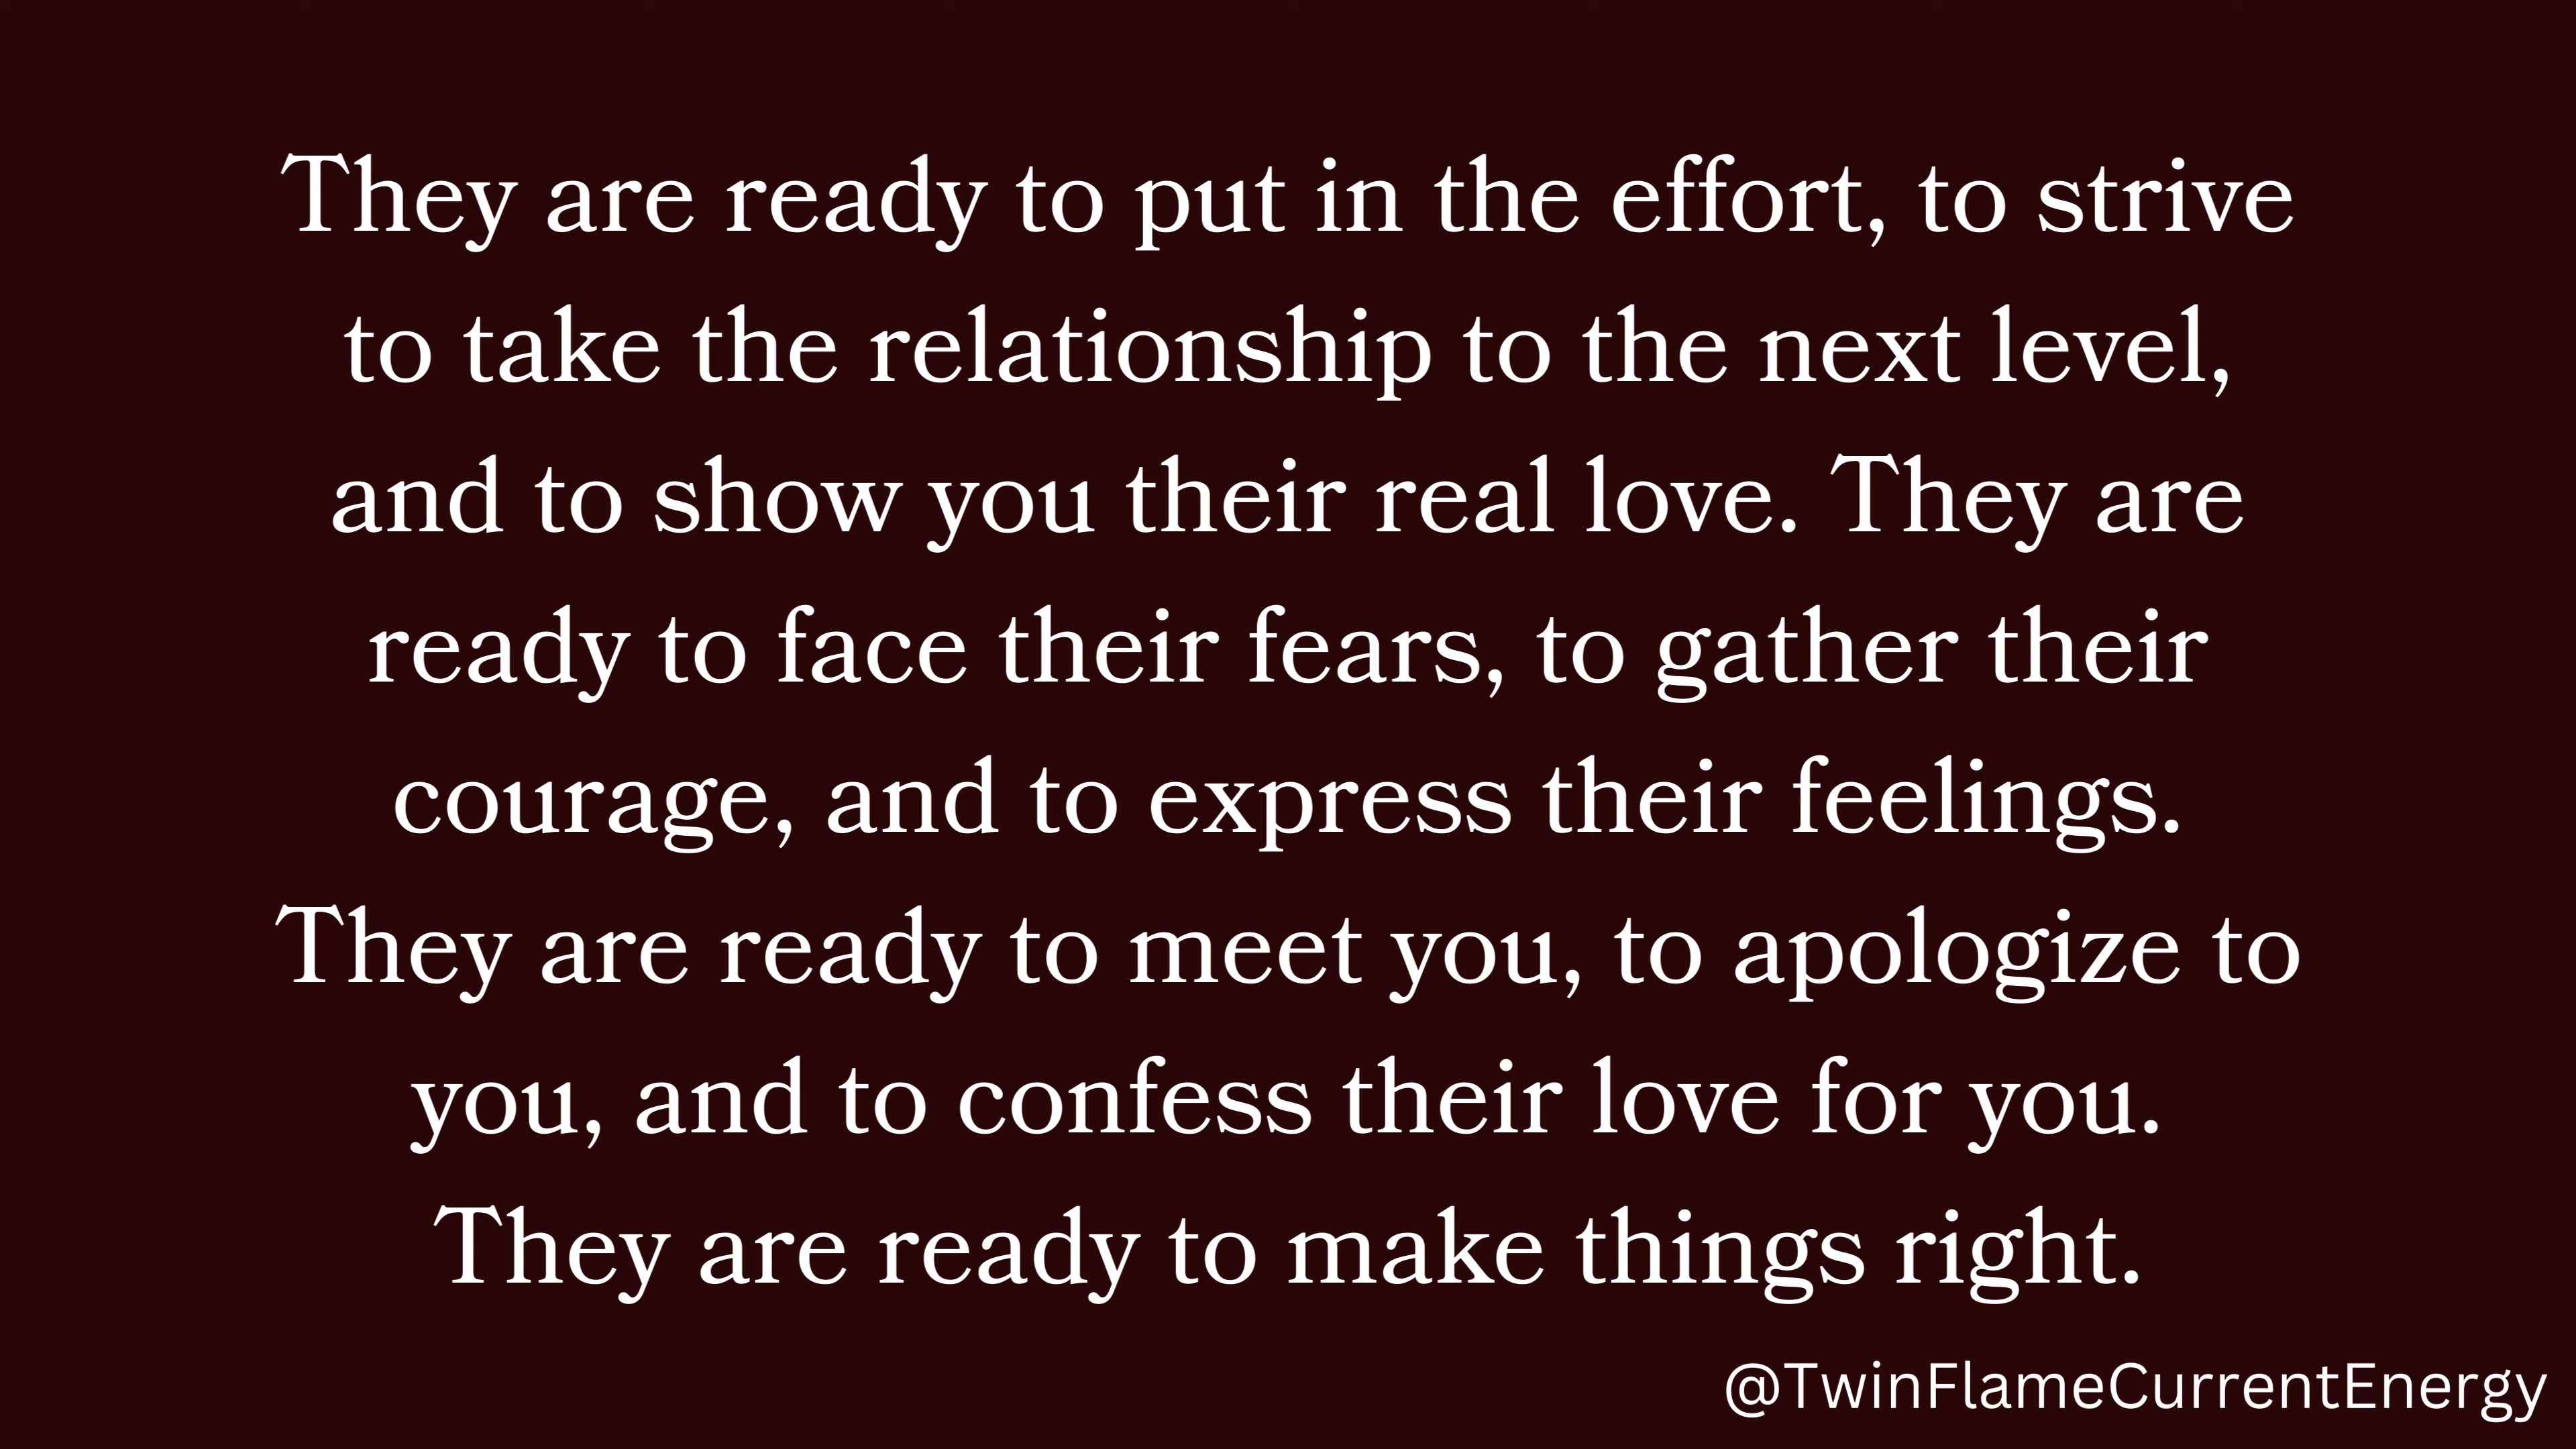 They are ready to put in the effort, to strive
to take the relationship to the next level,
and to show you their real love. They are
ready to face their fears, to gather their
courage, and to express their feelings.
They are ready to meet you, to apologize to
you, and to confess their love for you.
They are ready to make things right.
@TwinFlameCurrentEnergy